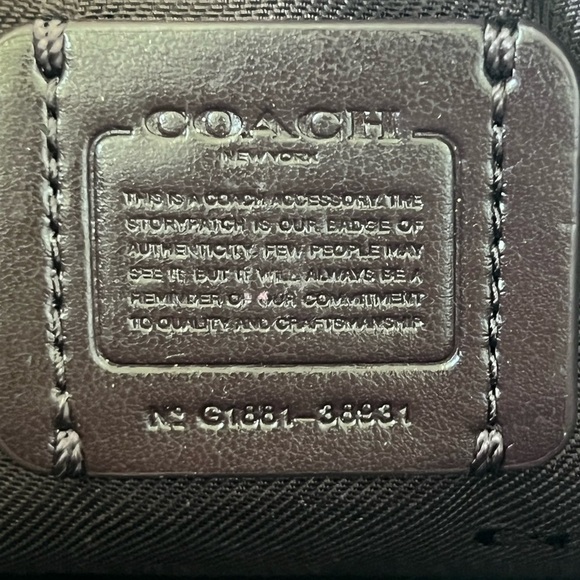 COACH
NEW YORK
THIS IS A COACH ACCESSORY. THE
STORYPATCH IS OUR BADGE OF
AUTHENTICITY. FEW PEOPLE MAY
SEE IT, BUT IT WILL ALWAYS BE A
REMINDER OF OUR COMMITMENT
TO QUALITY AND CRAFTSMANSHIP.
Nº G1881-38931